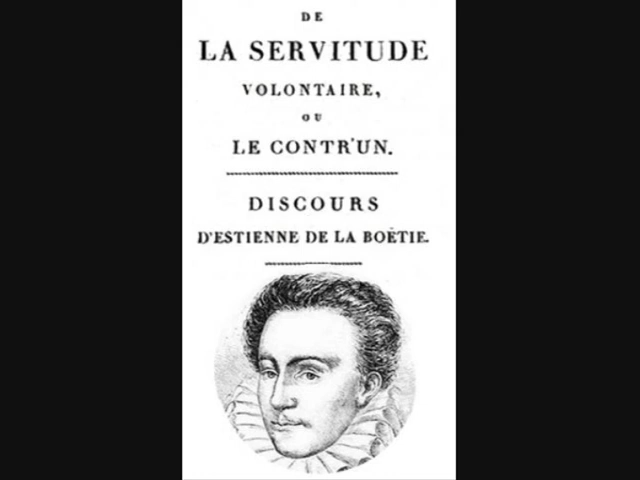 DE
LA SERVITUDE
VOLONTAIRE,
OU
LE CONTR'UN.
DISCOURS
D'ESTIENNE DE LA BOËTIE.